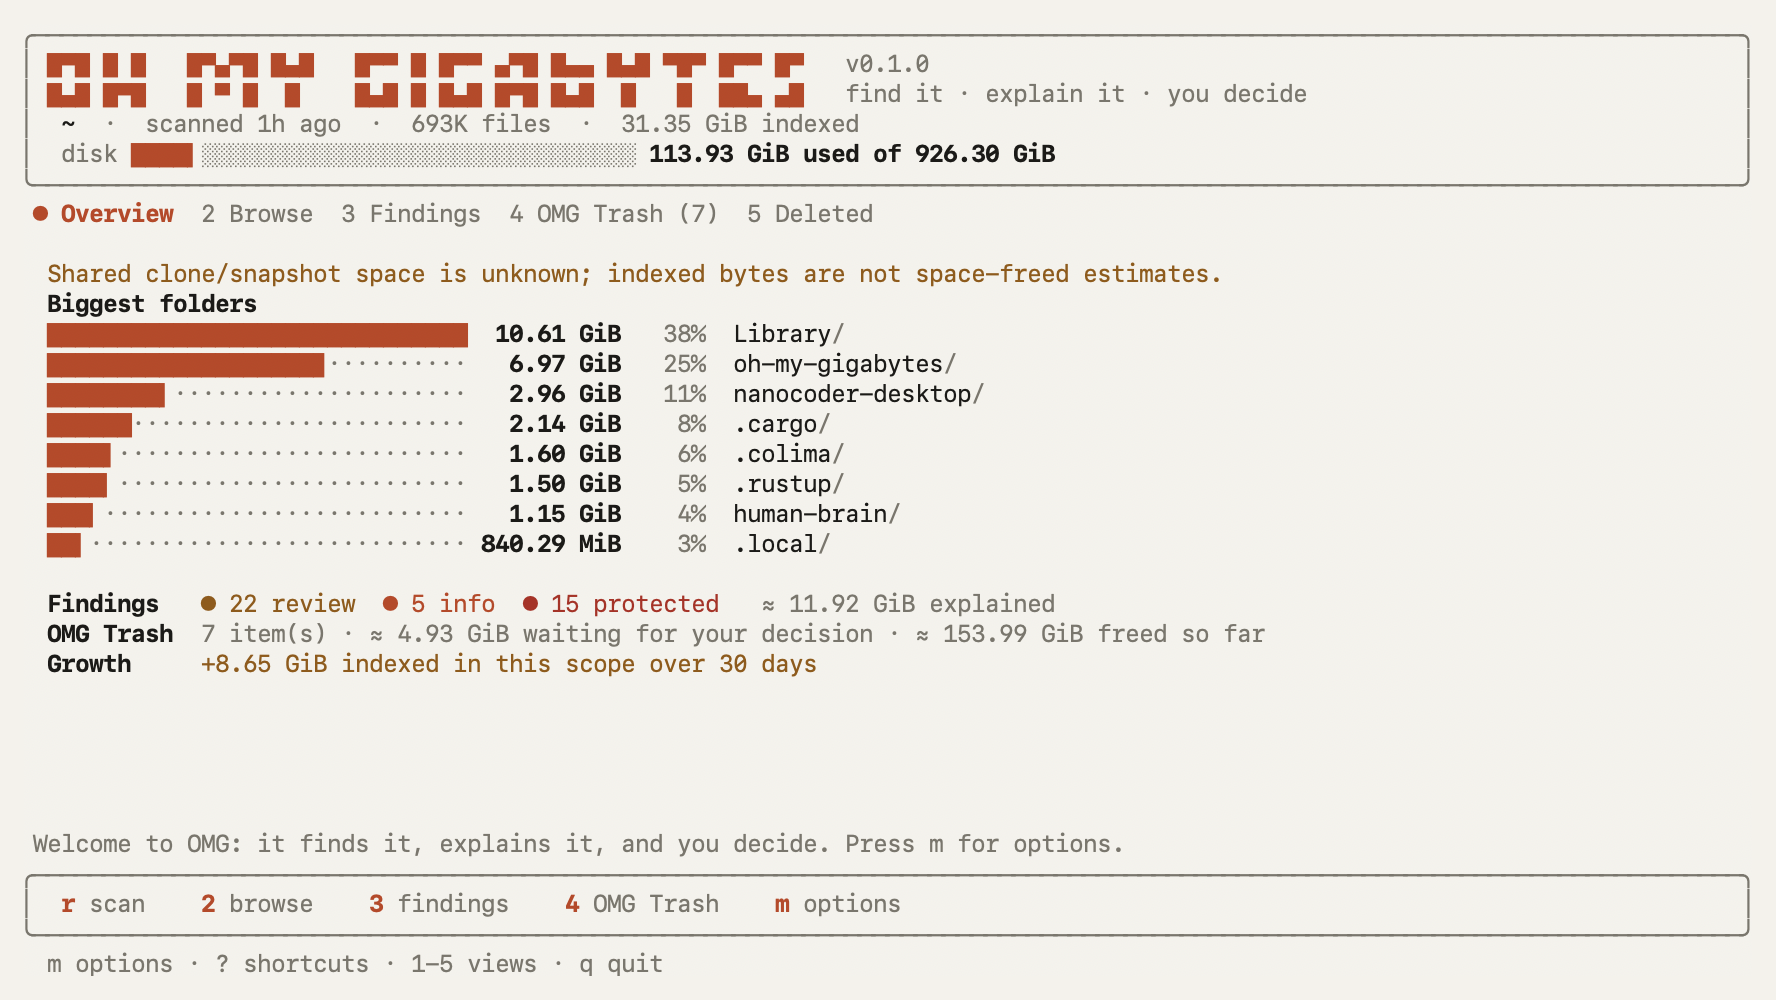 OH MY GIGAbYTES v0.1.0
find it · explain it · you decide
~ · scanned 1h ago · 693K files · 31.35 GiB indexed
disk 113.93 GiB used of 926.30 GiB
● Overview 2 Browse 3 Findings 4 OMG Trash (7) 5 Deleted
Shared clone/snapshot space is unknown; indexed bytes are not space-freed estimates.
Biggest folders
10.61 GiB 38% Library/
6.97 GiB 25% oh-my-gigabytes/
2.96 GiB 11% nanocoder-desktop/
2.14 GiB 8% .cargo/
1.60 GiB 6% .colima/
1.50 GiB 5% .rustup/
1.15 GiB 4% human-brain/
840.29 MiB 3% .local/
Findings ● 22 review ● 5 info ● 15 protected ≈ 11.92 GiB explained
OMG Trash 7 item(s) · ≈ 4.93 GiB waiting for your decision · ≈ 153.99 GiB freed so far
Growth +8.65 GiB indexed in this scope over 30 days
Welcome to OMG: it finds it, explains it, and you decide. Press m for options.
r scan 2 browse 3 findings 4 OMG Trash m options
m options · ? shortcuts · 1-5 views · q quit